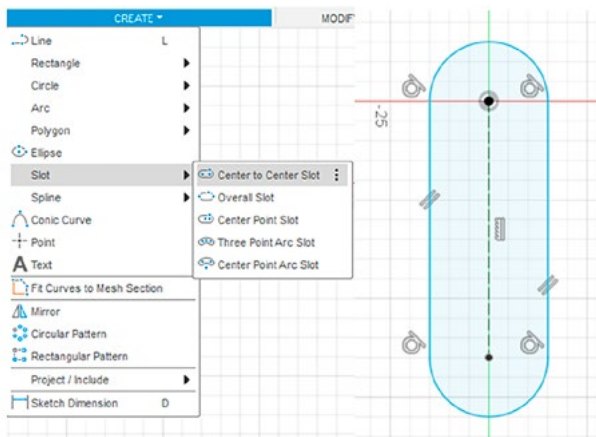 CREATE
MODIF
Line L
Rectangle
Circle
Arc
Polygon
Ellipse
Slot
Center to Center Slot
Overall Slot
Center Point Slot
Three Point Arc Slot
Center Point Arc Slot
Spline
Conic Curve
Point
A Text
Fit Curves to Mesh Section
Mirror
Circular Pattern
Rectangular Pattern
Project / Include
Sketch Dimension D
-25